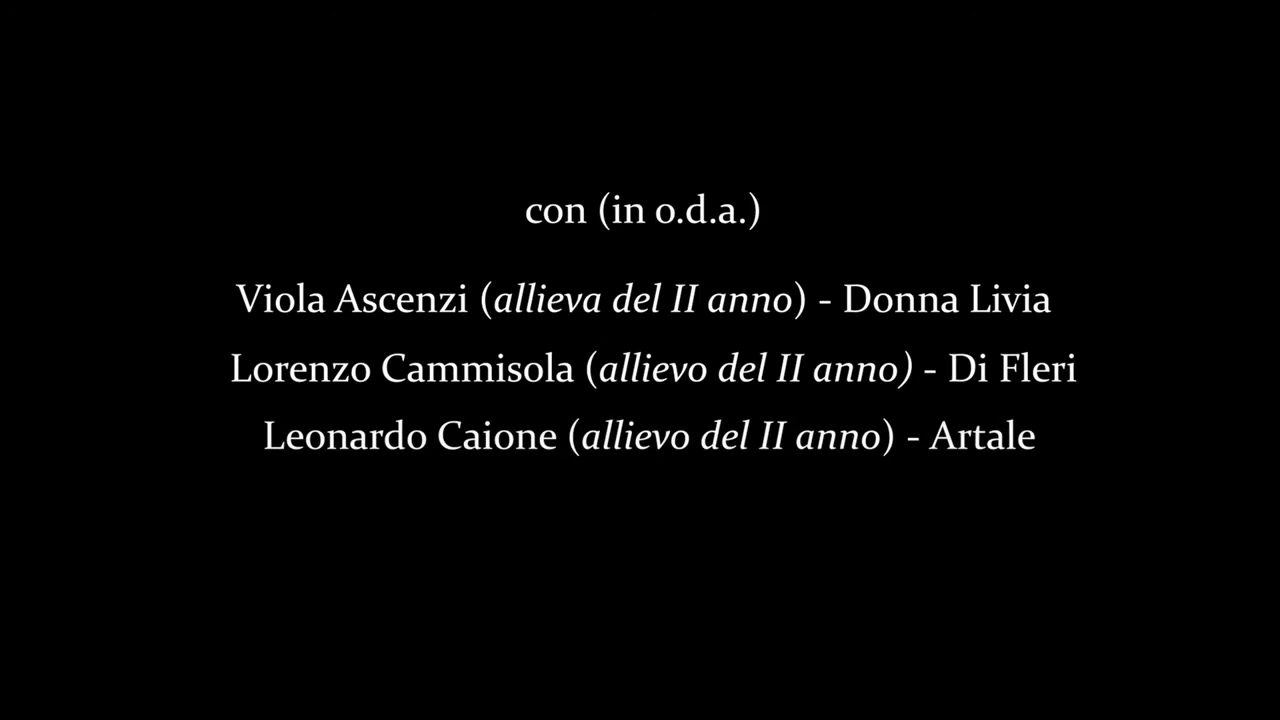 con (in o.d.a.)
Viola Ascenzi (allieva del II anno) - Donna Livia
Lorenzo Cammisola (allievo del II anno) - Di Fleri
Leonardo Caione (allievo del II anno) - Artale